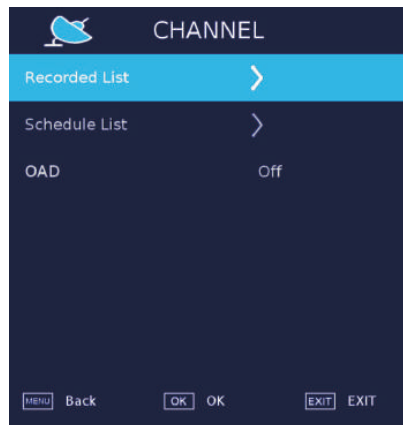 CHANNEL
Recorded List
Schedule List
OAD Off
MENU Back OK OK EXIT EXIT